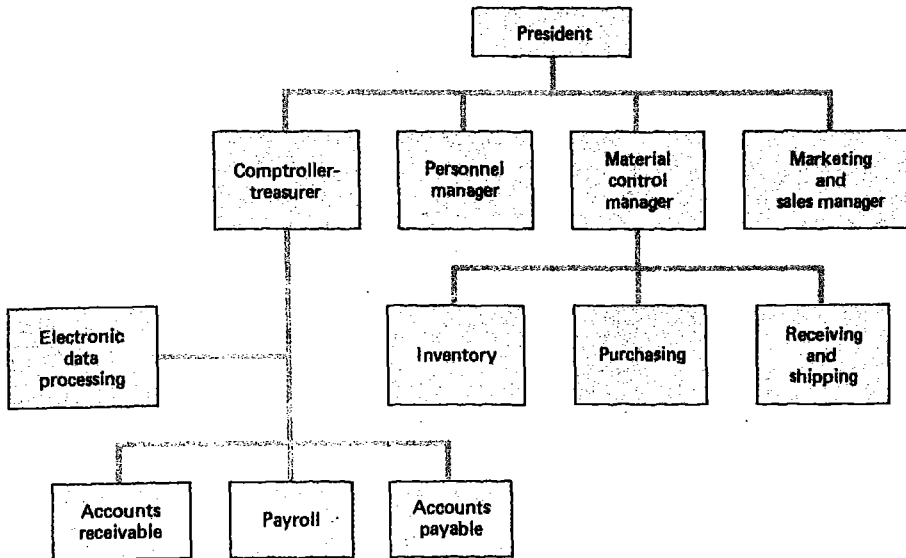 President
Comptroller-
treasurer
Personnel
manager
Material
control
manager
Marketing
and
sales manager
Electronic
data
processing
Inventory
Purchasing
Receiving
and
shipping
Accounts
receivable
Payroll
Accounts
payable